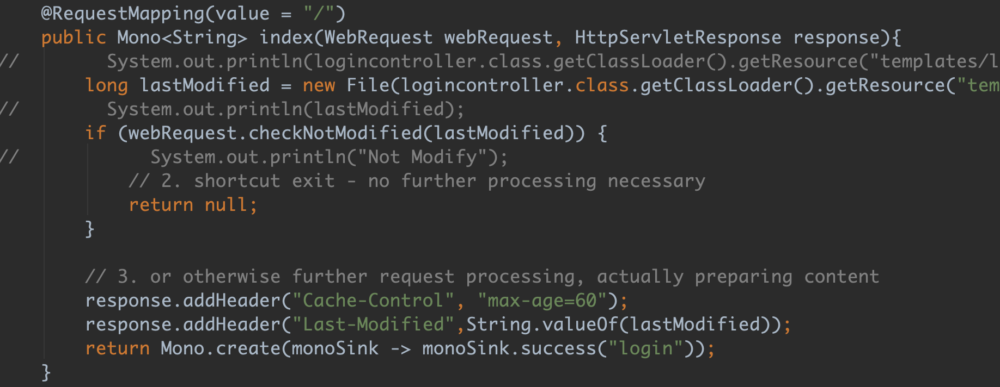 @RequestMapping(value = "/")
public Mono<String> index(WebRequest webRequest, HttpServletResponse response){
//        System.out.println(logincontroller.class.getClassLoader().getResource("templates/l
long lastModified = new File(logincontroller.class.getClassLoader().getResource("tem
//        System.out.println(lastModified);
if (webRequest.checkNotModified(lastModified)) {
//            System.out.println("Not Modify");
// 2. shortcut exit - no further processing necessary
return null;
}
// 3. or otherwise further request processing, actually preparing content
response.addHeader("Cache-Control", "max-age=60");
response.addHeader("Last-Modified",String.valueOf(lastModified));
return Mono.create(monoSink -> monoSink.success("login"));
}